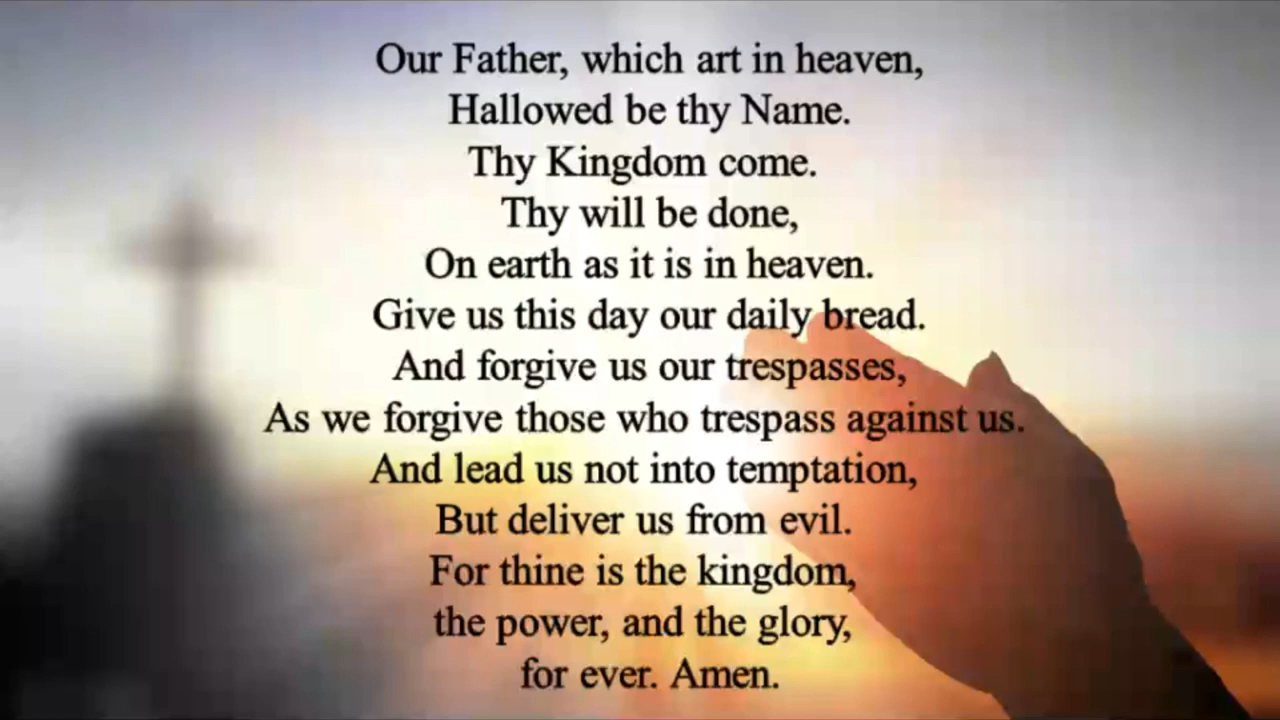 Our Father, which art in heaven,
Hallowed be thy Name.
Thy Kingdom come.
Thy will be done,
On earth as it is in heaven.
Give us this day our daily bread.
And forgive us our trespasses,
As we forgive those who trespass against us.
And lead us not into temptation,
But deliver us from evil.
For thine is the kingdom,
the power, and the glory,
for ever. Amen.